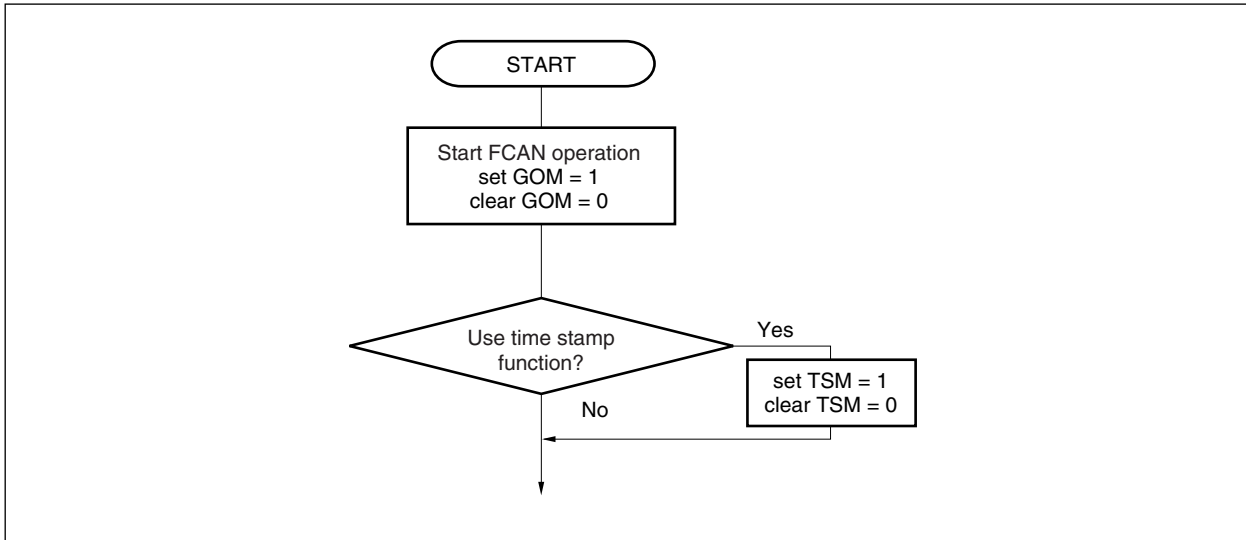 START
Start FCAN operation
set GOM = 1
clear GOM = 0
Use time stamp
function?
Yes
set TSM = 1
clear TSM = 0
No